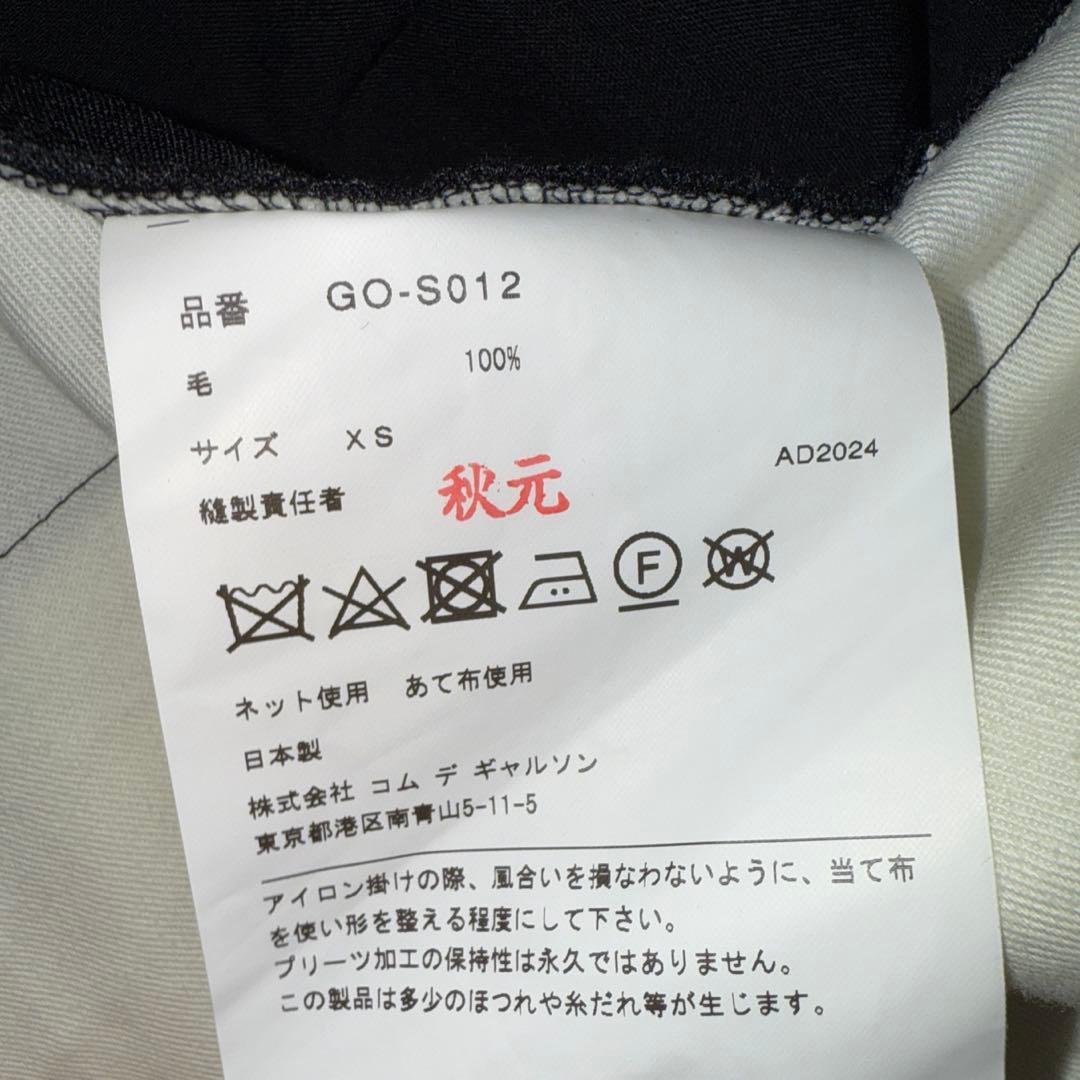 品番 GO-S012
毛 100%
サイズ XS
AD2024
縫製責任者 秋元
F W
ネット使用 あて布使用
日本製
株式会社 コム デ ギャルソン
東京都港区南青山5-11-5
アイロン掛けの際、風合いを損なわないように、当て布
を使い形を整える程度にして下さい。
プリーツ加工の保持性は永久ではありません。
この製品は多少のほつれや糸だれ等が生じます。